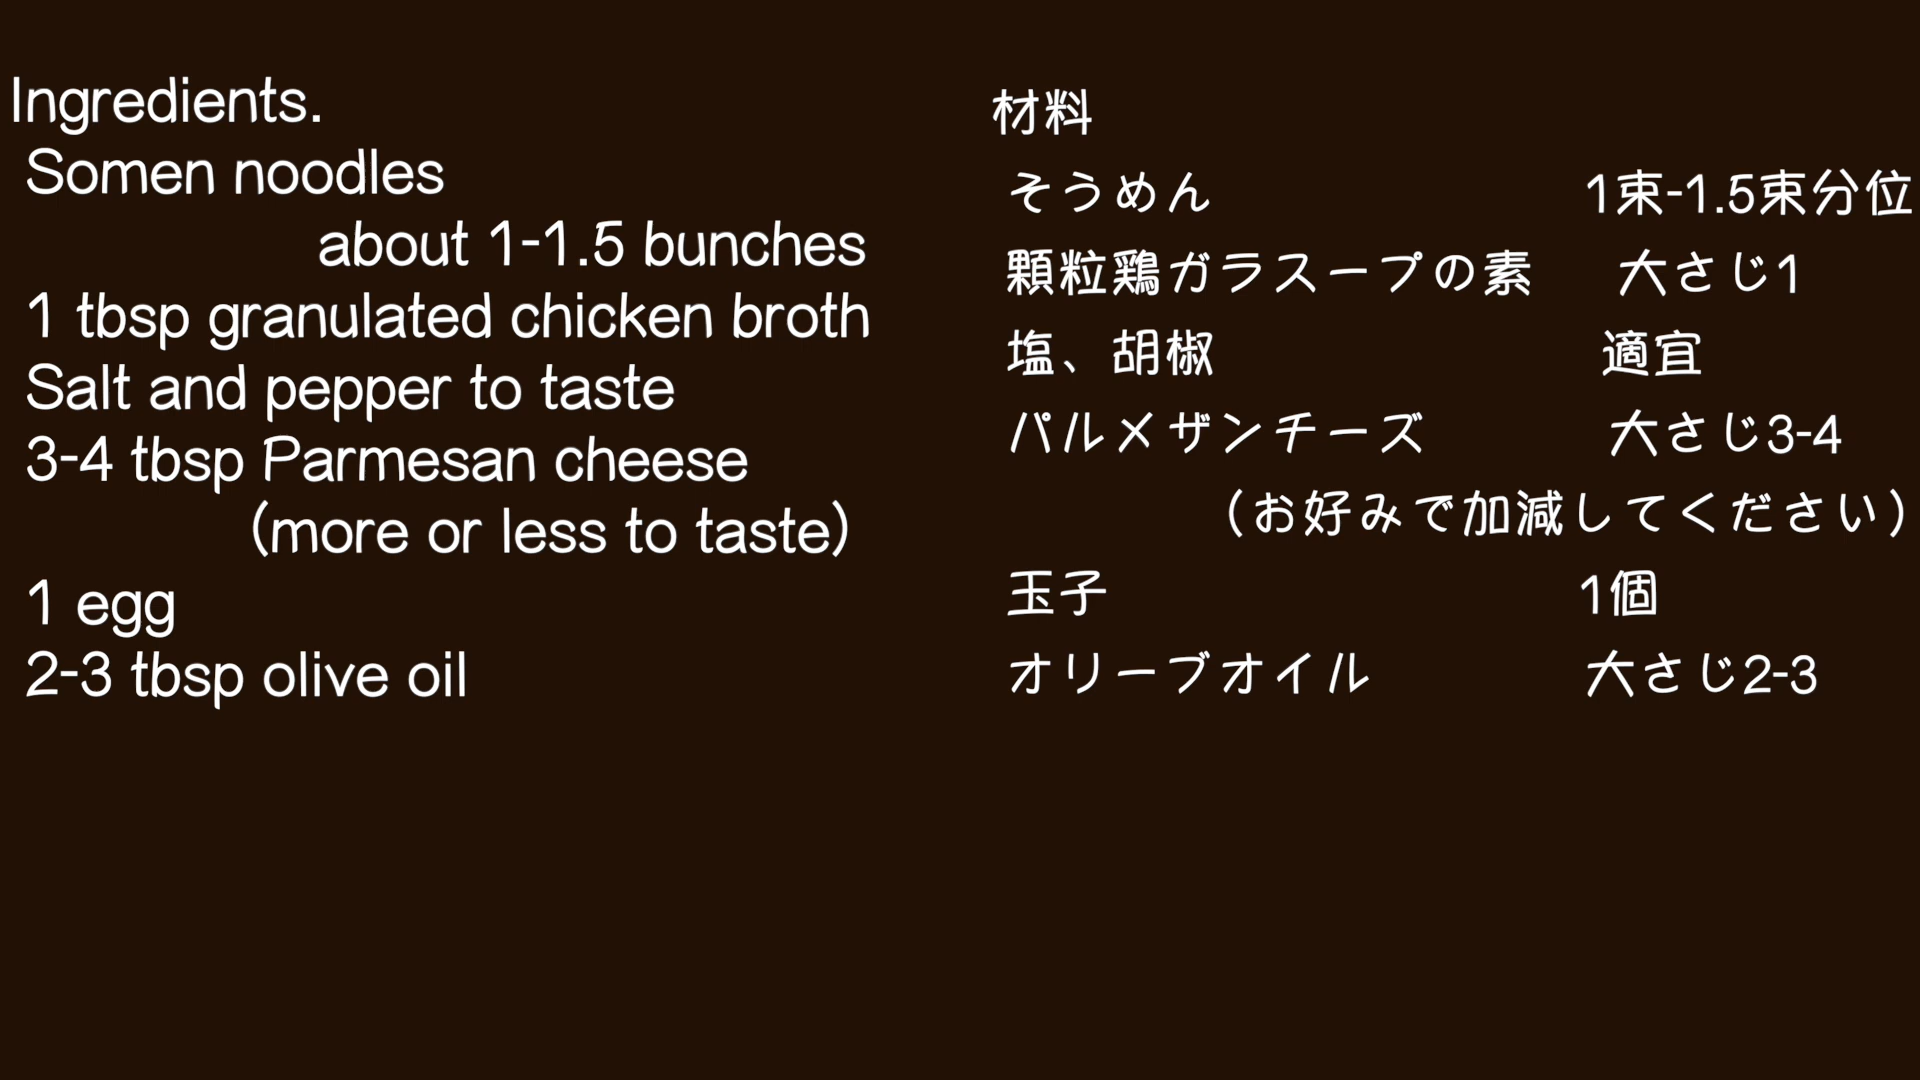 Ingredients.
Somen noodles
about 1-1.5 bunches
1 tbsp granulated chicken broth
Salt and pepper to taste
3-4 tbsp Parmesan cheese
(more or less to taste)
1 egg
2-3 tbsp olive oil
材料
そうめん 1束-1.5束分位
顆粒鶏ガラスープの素 大さじ1
塩、胡椒 適宜
パルメザンチーズ 大さじ3-4
（お好みで加減してください）
玉子 1個
オリーブオイル 大さじ2-3